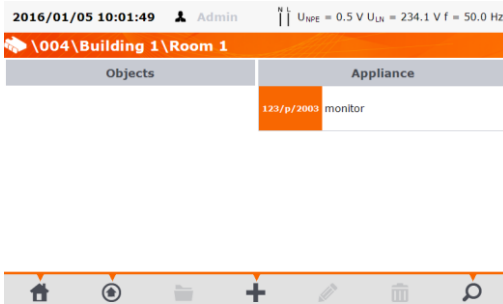 2016/01/05 10:01:49 Admin N L UNPE = 0.5 V ULN = 234.1 V f = 50.0 Hz
\004\Building 1\Room 1
Objects Appliance
123/p/2003 monitor